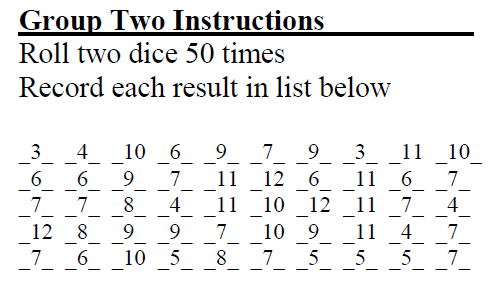 Group Two Instructions
Roll two dice 50 times
Record each result in list below
_3_ _4_ _10 _6_ _9_ _7_ _9_ _3_ _11 _10_
_6_ _6_ _9_ _7_ _11 _12 _6_ _11 _6_ _7_
_7_ _7_ _8_ _4_ _11 _10 _12 _11 _7_ _4_
_12 _8_ _9_ _9_ _7_ _10 _9_ _11 _4_ _7_
_7_ _6_ _10 _5_ _8_ _7_ _5_ _5_ _5_ _7_